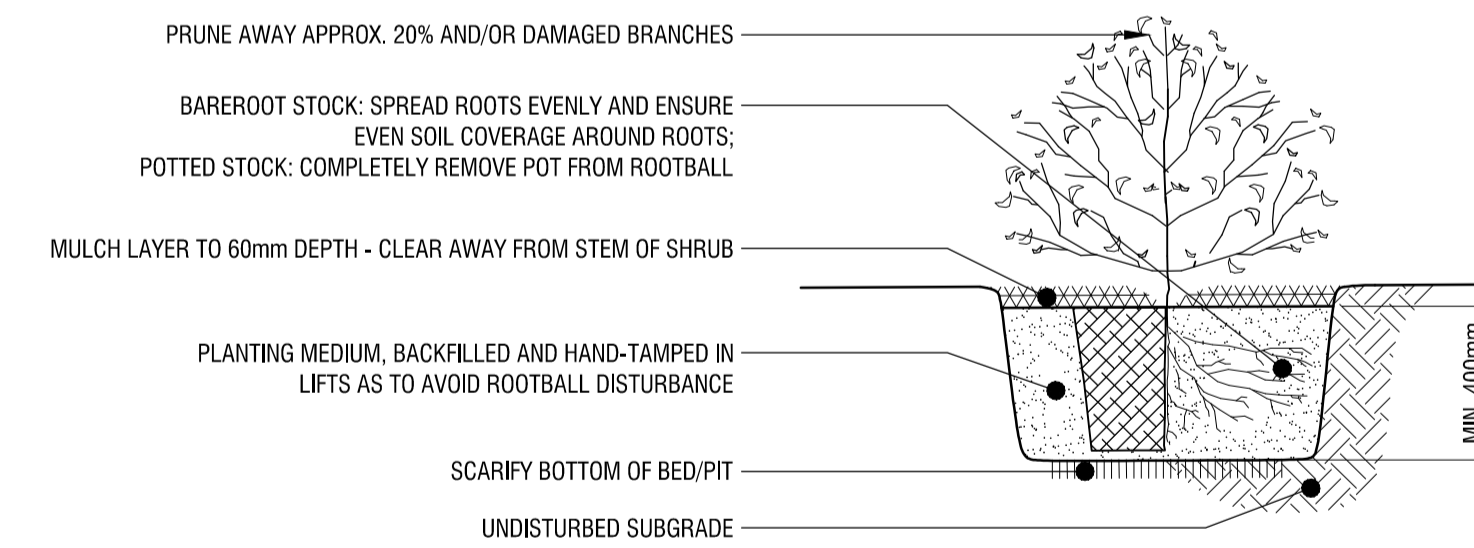 PRUNE AWAY APPROX. 20% AND/OR DAMAGED BRANCHES
BAREROOT STOCK: SPREAD ROOTS EVENLY AND ENSURE
EVEN SOIL COVERAGE AROUND ROOTS;
POTTED STOCK: COMPLETELY REMOVE POT FROM ROOTBALL
MULCH LAYER TO 60mm DEPTH - CLEAR AWAY FROM STEM OF SHRUB
PLANTING MEDIUM, BACKFILLED AND HAND-TAMPED IN
LIFTS AS TO AVOID ROOTBALL DISTURBANCE
SCARIFY BOTTOM OF BED/PIT
UNDISTURBED SUBGRADE
MIN. 400mm